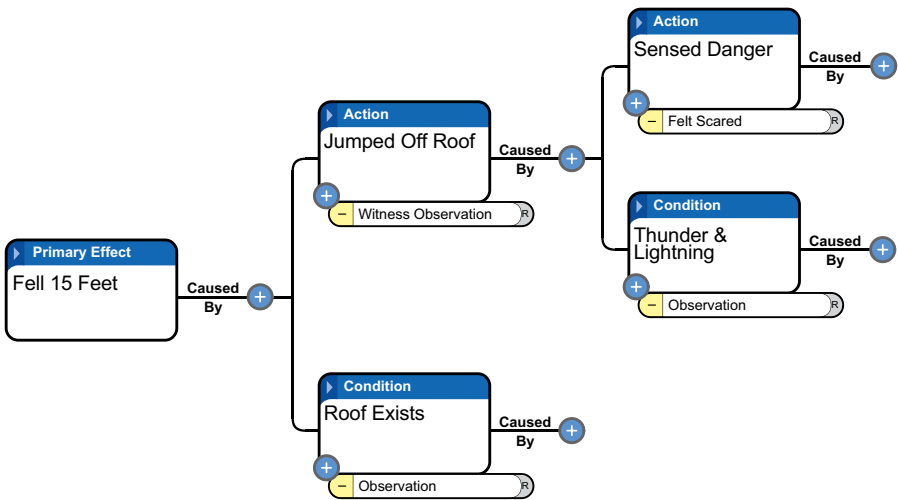 Primary Effect
Fell 15 Feet
Caused
By
+
Action
Jumped Off Roof
+
− Witness Observation R
Caused
By
+
Condition
Roof Exists
+
− Observation R
Caused
By
+
Action
Sensed Danger
+
− Felt Scared R
Caused
By
+
Condition
Thunder &
Lightning
+
− Observation R
Caused
By
+